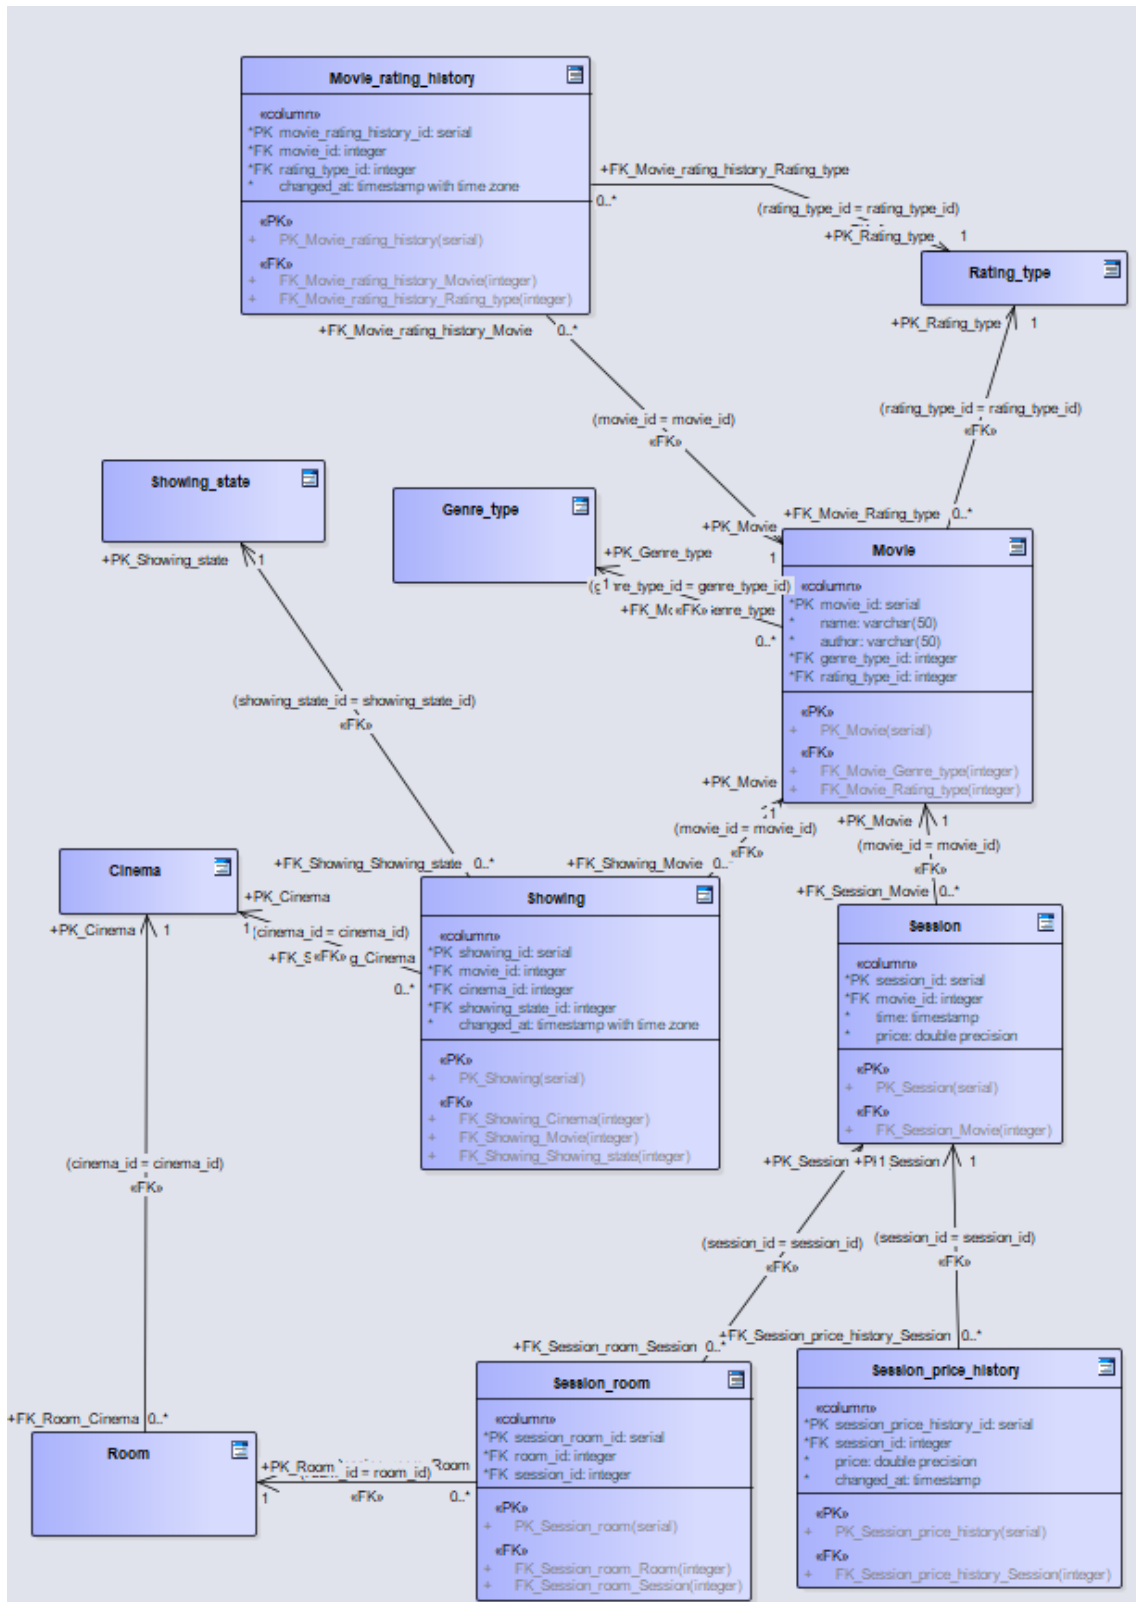 Movie_rating_history
«column»
*PK movie_rating_history_id: serial
*FK movie_id: integer
*FK rating_type_id: integer
* changed_at: timestamp with time zone
«PK»
+ PK_Movie_rating_history(serial)
«FK»
+ FK_Movie_rating_history_Movie(integer)
+ FK_Movie_rating_history_Rating_type(integer)
+FK_Movie_rating_history_Rating_type
0..*
(rating_type_id = rating_type_id)
+PK_Rating_type 1
Rating_type
+PK_Rating_type 1
+FK_Movie_rating_history_Movie 0..*
(rating_type_id = rating_type_id)
«FK»
(movie_id = movie_id)
«FK»
Showing_state
+PK_Showing_state 1
Genre_type
+PK_Genre_type
1
+FK_Movie_Rating_type 0..*
+PK_Movie
1
= genre_type_id)
«FK»
0..*
Movie
«column»
*PK movie_id: serial
* name: varchar(50)
* author: varchar(50)
*FK genre_type_id: integer
*FK rating_type_id: integer
«PK»
+ PK_Movie(serial)
«FK»
+ FK_Movie_Genre_type(integer)
+ FK_Movie_Rating_type(integer)
(showing_state_id = showing_state_id)
«FK»
+PK_Movie
1
(movie_id = movie_id)
«FK»
+PK_Movie 1
(movie_id = movie_id)
«FK»
+FK_Showing_Showing_state 0..*
+FK_Showing_Movie
+FK_Session_Movie 0..*
Cinema
+PK_Cinema 1
+PK_Cinema
1
(cinema_id = cinema_id)
«FK»
0..*
Showing
«column»
*PK showing_id: serial
*FK movie_id: integer
*FK cinema_id: integer
*FK showing_state_id: integer
* changed_at: timestamp with time zone
«PK»
+ PK_Showing(serial)
«FK»
+ FK_Showing_Cinema(integer)
+ FK_Showing_Movie(integer)
+ FK_Showing_Showing_state(integer)
Session
«column»
*PK session_id: serial
*FK movie_id: integer
* time: timestamp
* price: double precision
«PK»
+ PK_Session(serial)
«FK»
+ FK_Session_Movie(integer)
+PK_Session
1
(cinema_id = cinema_id)
«FK»
(session_id = session_id)
«FK»
(session_id = session_id)
«FK»
+FK_Session_room_Session 0..*
+FK_Session_price_history_Session 0..*
+FK_Room_Cinema 0..*
Room
+PK_Room
1
«FK»
0..*
Session_room
«column»
*PK session_room_id: serial
*FK room_id: integer
*FK session_id: integer
«PK»
+ PK_Session_room(serial)
«FK»
+ FK_Session_room_Room(integer)
+ FK_Session_room_Session(integer)
Session_price_history
«column»
*PK session_price_history_id: serial
*FK session_id: integer
* price: double precision
* changed_at: timestamp
«PK»
+ PK_Session_price_history(serial)
«FK»
+ FK_Session_price_history_Session(integer)